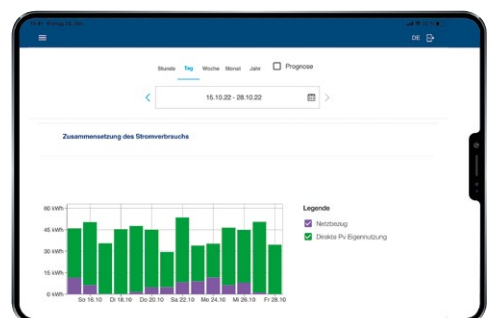 DE
Stunde Tag Woche Monat Jahr Prognose
15.10.22 - 28.10.22
Zusammensetzung des Stromverbrauchs
60 kWh
45 kWh
30 kWh
15 kWh
0 kWh
So 16.10 Di 18.10 Do 20.10 Sa 22.10 Mo 24.10 Mi 26.10 Fr 28.10
Legende
Netzbezug
Direkte Pv Eigennutzung